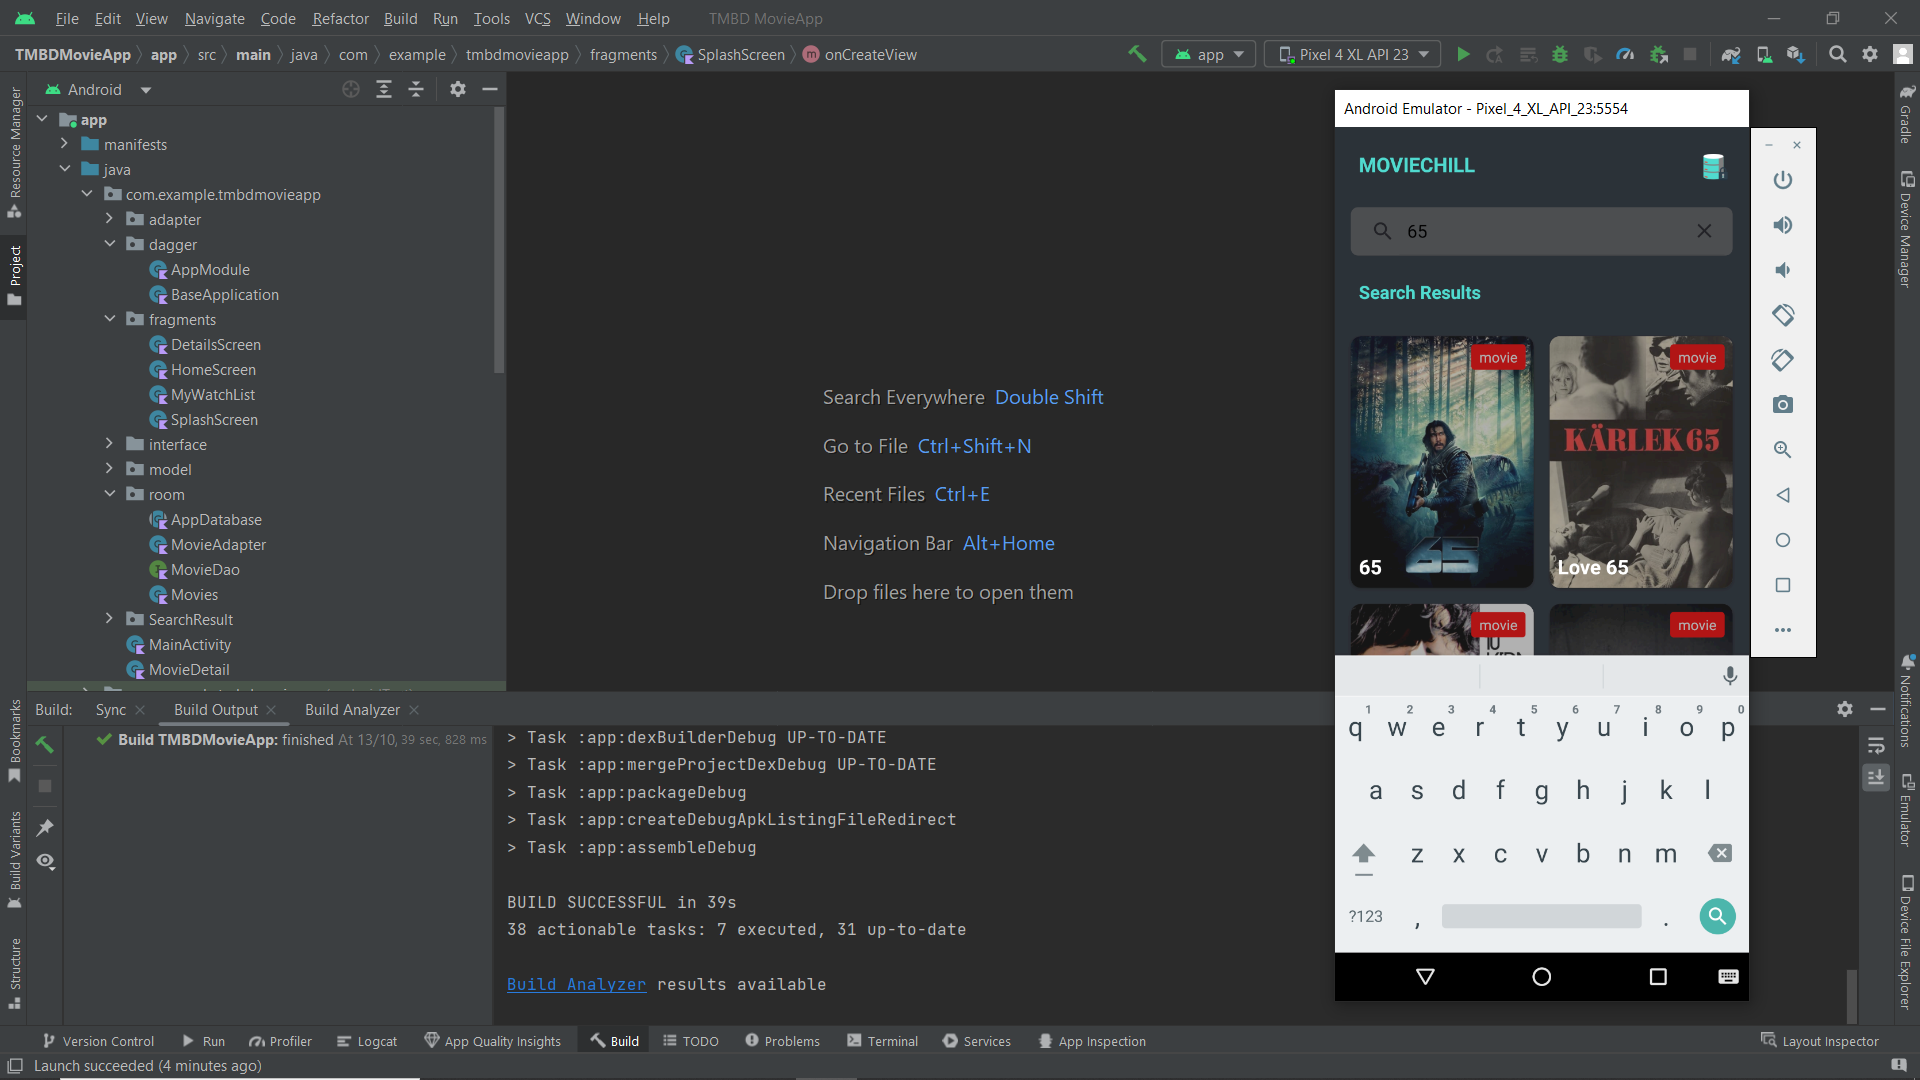 File Edit View Navigate Code Refactor Build Run Tools VCS Window Help TMBD MovieApp
TMBDMovieApp app src main java com example tmbdmovieapp fragments SplashScreen onCreateView
app Pixel 4 XL API 23
Resource Manager
Project
Bookmarks
Build Variants
Structure
Android
app
manifests
java
com.example.tmbdmovieapp
adapter
dagger
AppModule
BaseApplication
fragments
DetailsScreen
HomeScreen
MyWatchList
SplashScreen
interface
model
room
AppDatabase
MovieAdapter
MovieDao
Movies
SearchResult
MainActivity
MovieDetail
Search Everywhere Double Shift
Go to File Ctrl+Shift+N
Recent Files Ctrl+E
Navigation Bar Alt+Home
Drop files here to open them
Android Emulator - Pixel_4_XL_API_23:5554
MOVIECHILL
65
Search Results
movie
65
65
movie
KÄRLEK 65
Love 65
movie
movie
1 2 3 4 5 6 7 8 9 0
q w e r t y u i o p
a s d f g h j k l
z x c v b n m
?123 , .
Gradle
Device Manager
Notifications
Emulator
Device File Explorer
Build: Sync Build Output Build Analyzer
Build TMBDMovieApp: finished At 13/10, 39 sec, 828 ms
> Task :app:dexBuilderDebug UP-TO-DATE
> Task :app:mergeProjectDexDebug UP-TO-DATE
> Task :app:packageDebug
> Task :app:createDebugApkListingFileRedirect
> Task :app:assembleDebug
BUILD SUCCESSFUL in 39s
38 actionable tasks: 7 executed, 31 up-to-date
Build Analyzer results available
Version Control Run Profiler Logcat App Quality Insights Build TODO Problems Terminal Services App Inspection Layout Inspector
Launch succeeded (4 minutes ago)